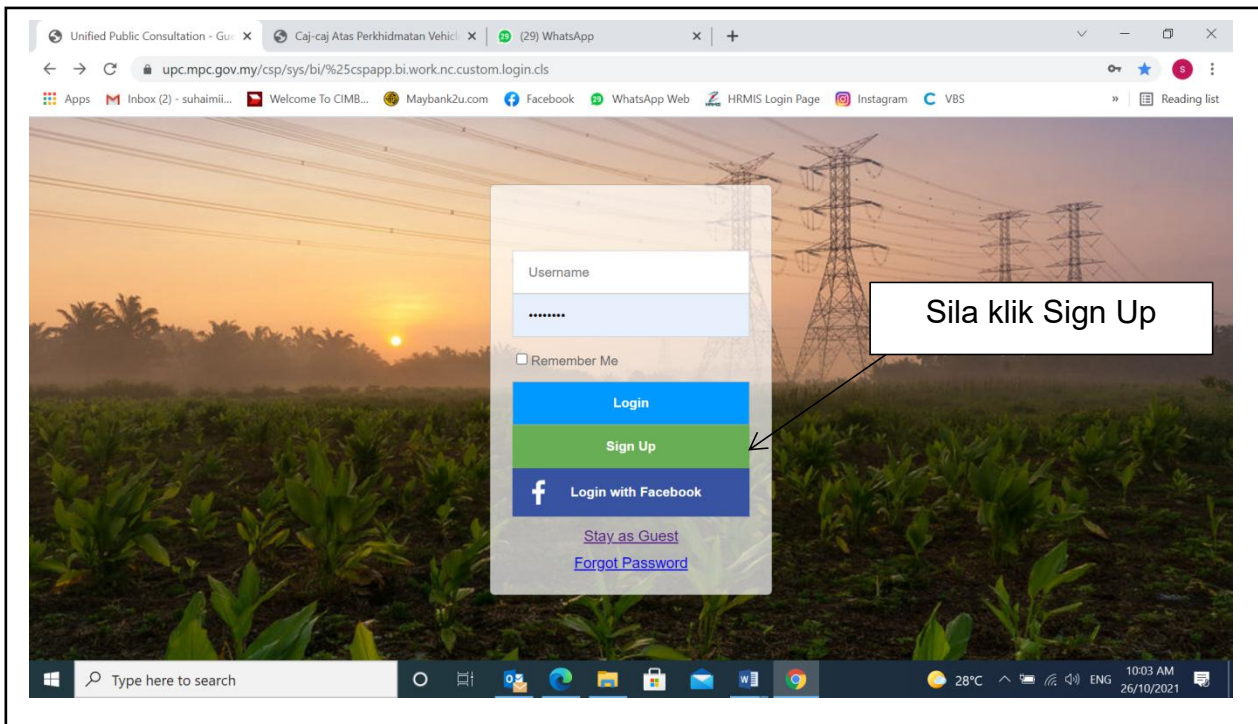 Unified Public Consultation - Gue
Caj-caj Atas Perkhidmatan Vehicl
(29) WhatsApp
upc.mpc.gov.my/csp/sys/bi/%25cspapp.bi.work.nc.custom.login.cls
s
Apps
Inbox (2) - suhaimii...
Welcome To CIMB...
Maybank2u.com
Facebook
WhatsApp Web
HRMIS Login Page
Instagram
VBS
»
Reading list
Username
••••••••
Sila klik Sign Up
Remember Me
Login
Sign Up
Login with Facebook
Stay as Guest
Forgot Password
Type here to search
28°C
ENG
10:03 AM
26/10/2021